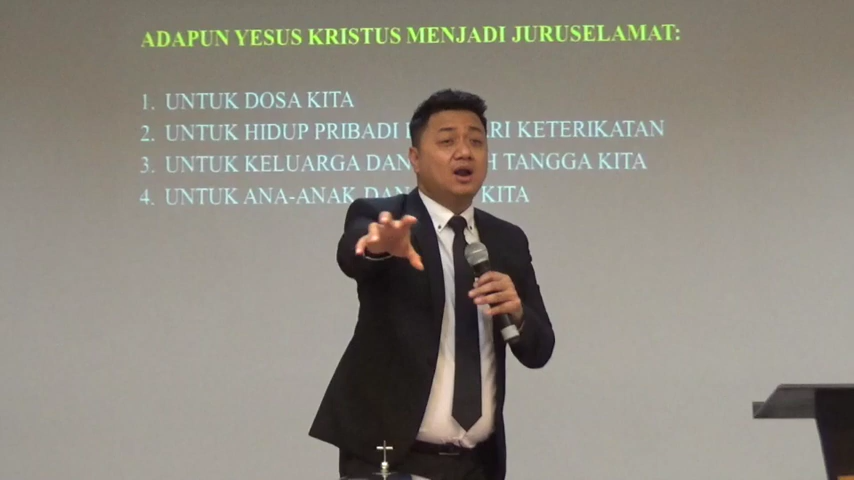 ADAPUN YESUS KRISTUS MENJADI JURUSELAMAT:
1. UNTUK DOSA KITA
2. UNTUK HIDUP PRIBADI KETERIKATAN
3. UNTUK KELUARGA DAN TANGGA KITA
4. UNTUK ANA-ANAK DAN KITA